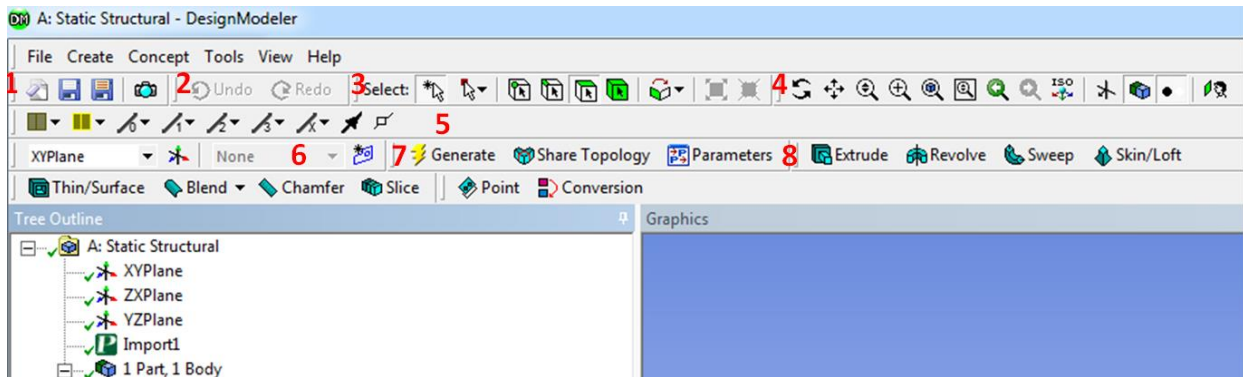 DM A: Static Structural - DesignModeler
File Create Concept Tools View Help
1 2 Undo Redo 3 Select: 4 ISO
5
XYPlane None 6 7 Generate Share Topology Parameters 8 Extrude Revolve Sweep Skin/Loft
Thin/Surface Blend Chamfer Slice Point Conversion
Tree Outline Graphics
A: Static Structural
XYPlane
ZXPlane
YZPlane
Import1
1 Part, 1 Body